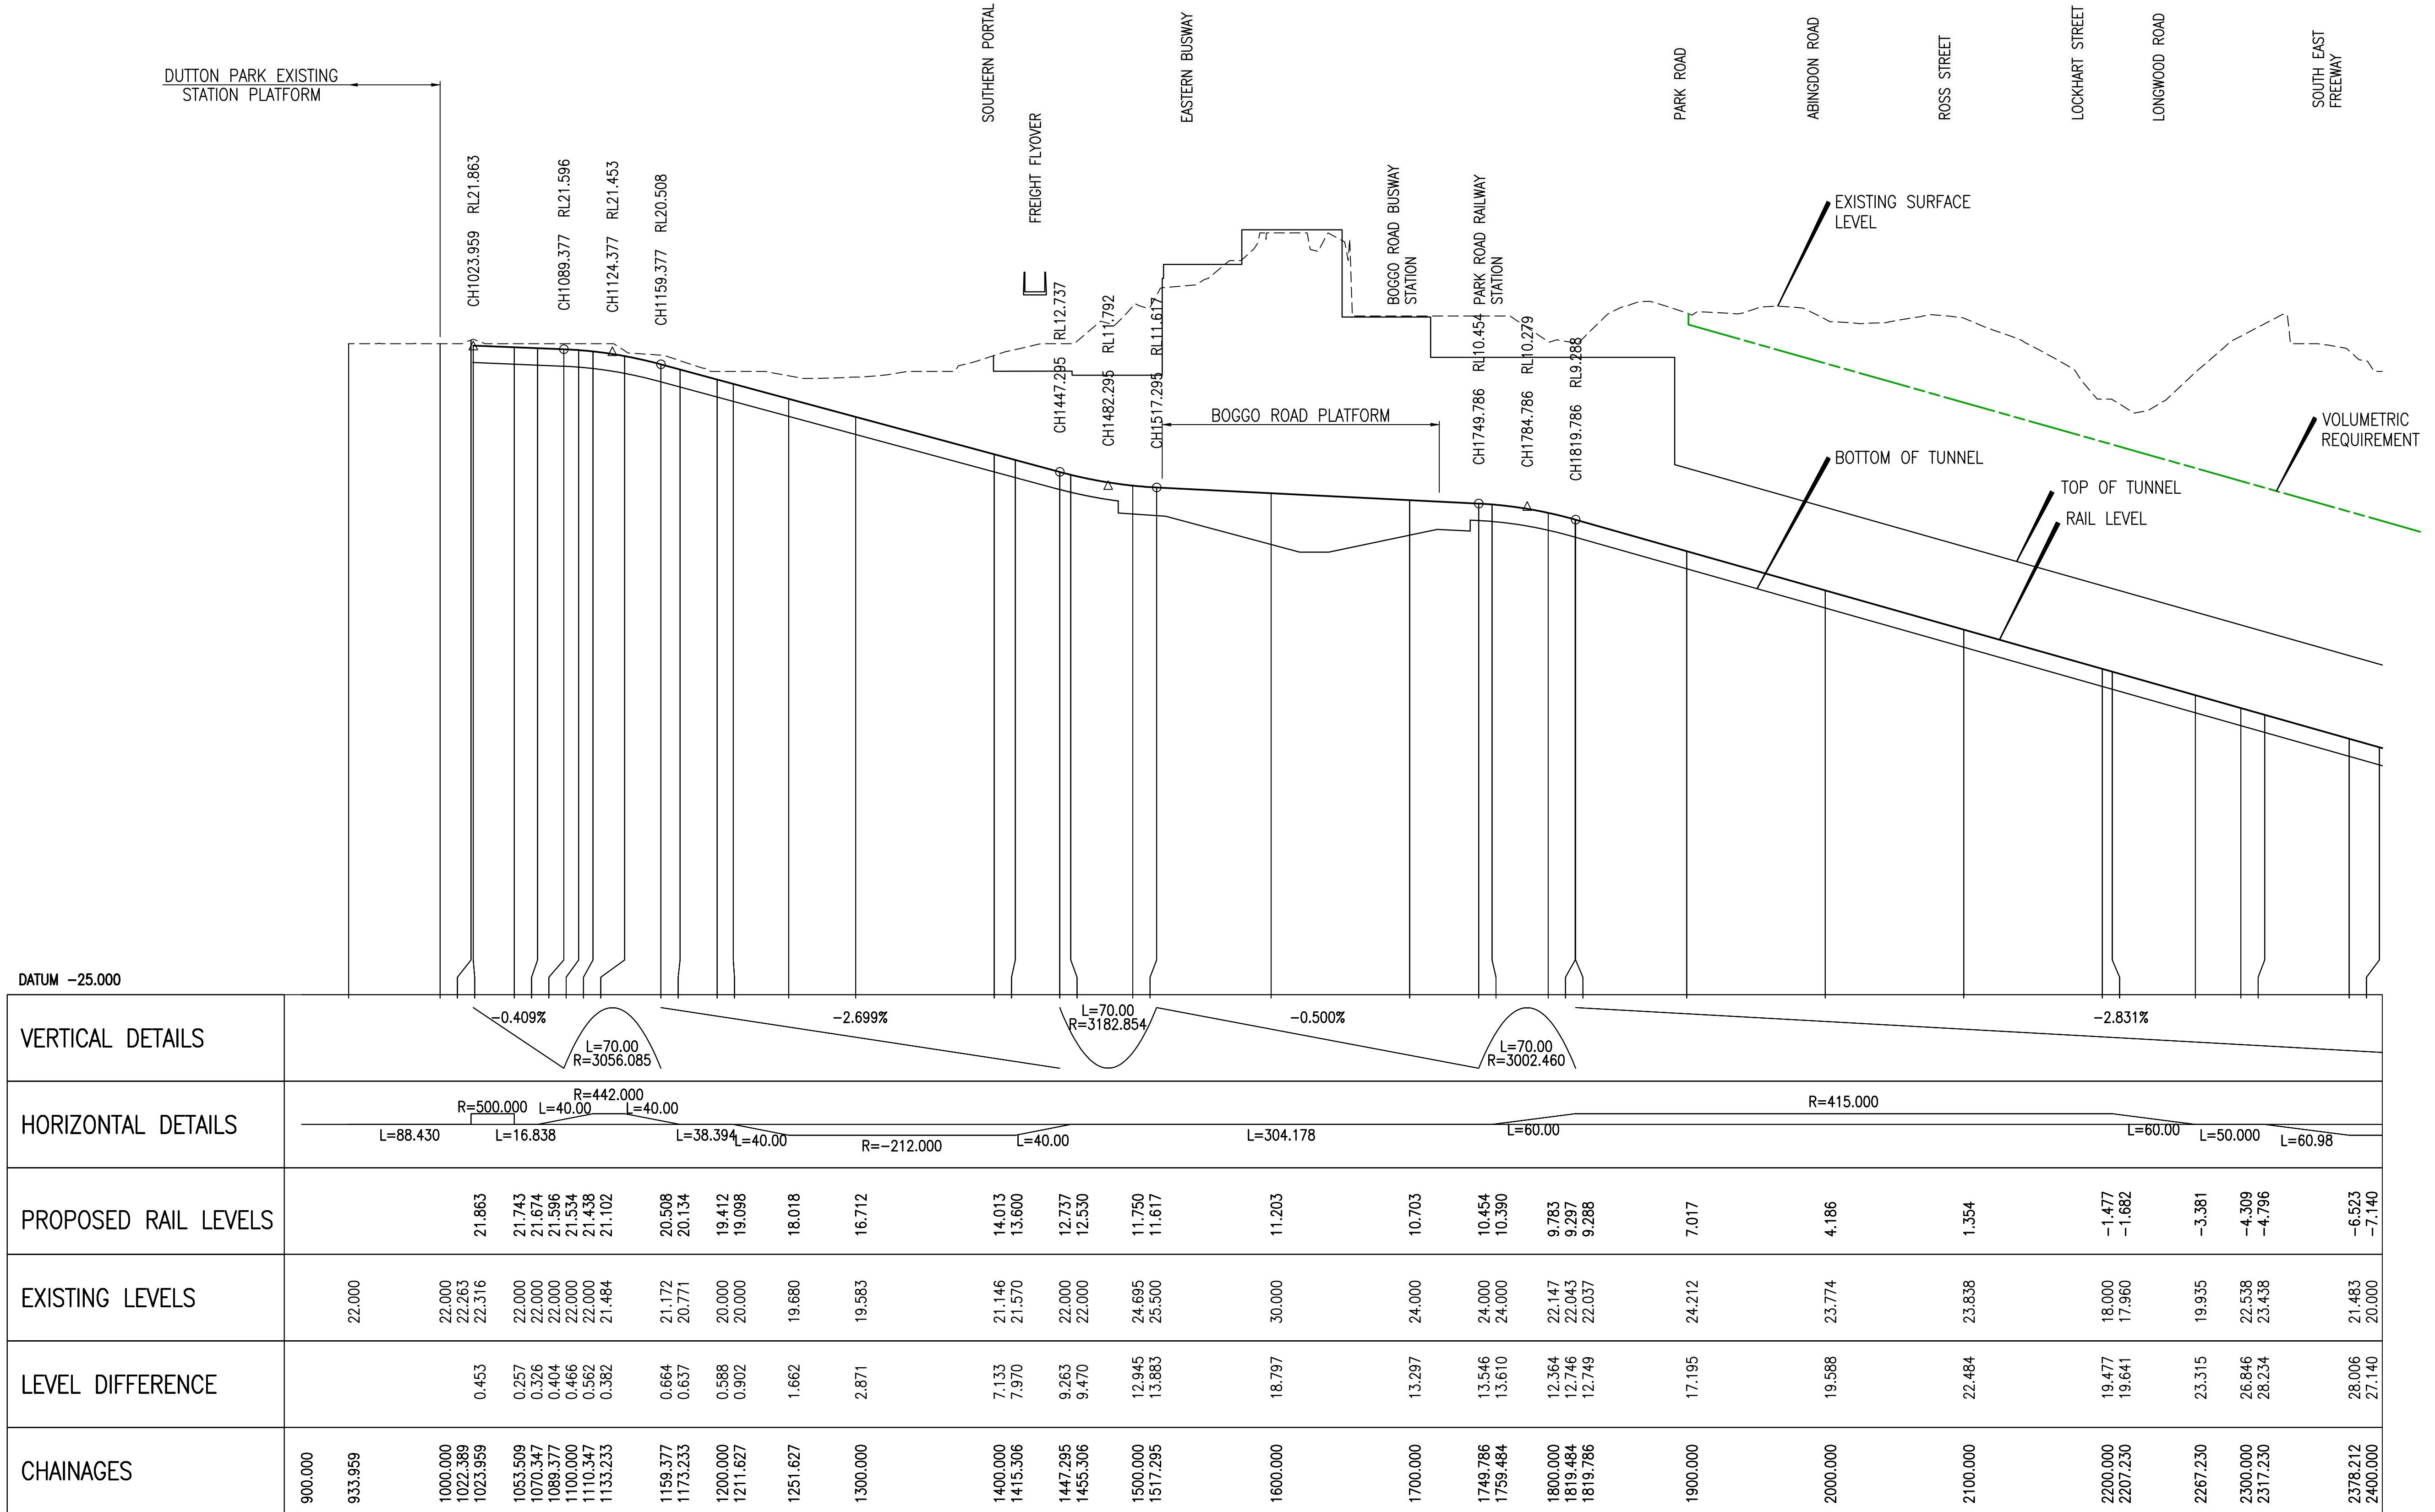 DUTTON PARK EXISTING
STATION PLATFORM
SOUTHERN PORTAL
FREIGHT FLYOVER
EASTERN BUSWAY
BOGGO ROAD BUSWAY
STATION
PARK ROAD RAILWAY
STATION
PARK ROAD
ABINGDON ROAD
ROSS STREET
LOCKHART STREET
LONGWOOD ROAD
SOUTH EAST
FREEWAY
CH1023.959 RL21.863
CH1089.377 RL21.596
CH1124.377 RL21.453
CH1159.377 RL20.508
CH1447.295 RL12.737
CH1482.295 RL11.792
CH1517.295 RL11.617
CH1749.786 RL10.454
CH1784.786 RL10.279
CH1819.786 RL9.288
EXISTING SURFACE
LEVEL
BOGGO ROAD PLATFORM
VOLUMETRIC
REQUIREMENT
BOTTOM OF TUNNEL
TOP OF TUNNEL
RAIL LEVEL
DATUM -25.000
VERTICAL DETAILS
-0.409%
L=70.00
R=3056.085
-2.699%
L=70.00
R=3182.854
-0.500%
L=70.00
R=3002.460
-2.831%
HORIZONTAL DETAILS
L=88.430
R=500.000
L=16.838
L=40.00
R=442.000
L=40.00
L=38.394
L=40.00
R=-212.000
L=40.00
L=304.178
L=60.00
R=415.000
L=60.00
L=50.000
L=60.98
PROPOSED RAIL LEVELS
21.863
21.743
21.674
21.596
21.534
21.438
21.102
20.508
20.134
19.412
19.098
18.018
16.712
14.013
13.600
12.737
12.530
11.750
11.617
11.203
10.703
10.454
10.390
9.783
9.297
9.288
7.017
4.186
1.354
-1.477
-1.682
-3.381
-4.309
-4.796
-6.523
-7.140
EXISTING LEVELS
22.000
22.000
22.263
22.316
22.000
22.000
22.000
22.000
22.000
21.484
21.172
20.771
20.000
20.000
19.680
19.583
21.146
21.570
22.000
22.000
24.695
25.500
30.000
24.000
24.000
24.000
22.147
22.043
22.037
24.212
23.774
23.838
18.000
17.960
19.935
22.538
23.438
21.483
20.000
LEVEL DIFFERENCE
0.453
0.257
0.326
0.404
0.466
0.562
0.382
0.664
0.637
0.588
0.902
1.662
2.871
7.133
7.970
9.263
9.470
12.945
13.883
18.797
13.297
13.546
13.610
12.364
12.746
12.749
17.195
19.588
22.484
19.477
19.641
23.315
26.846
28.234
28.006
27.140
CHAINAGES
900.000
933.959
1000.000
1022.389
1023.959
1053.509
1070.347
1089.377
1100.000
1110.347
1133.233
1159.377
1173.233
1200.000
1211.627
1251.627
1300.000
1400.000
1415.306
1447.295
1455.306
1500.000
1517.295
1600.000
1700.000
1749.786
1759.484
1800.000
1819.484
1819.786
1900.000
2000.000
2100.000
2200.000
2207.230
2267.230
2300.000
2317.230
2378.212
2400.000